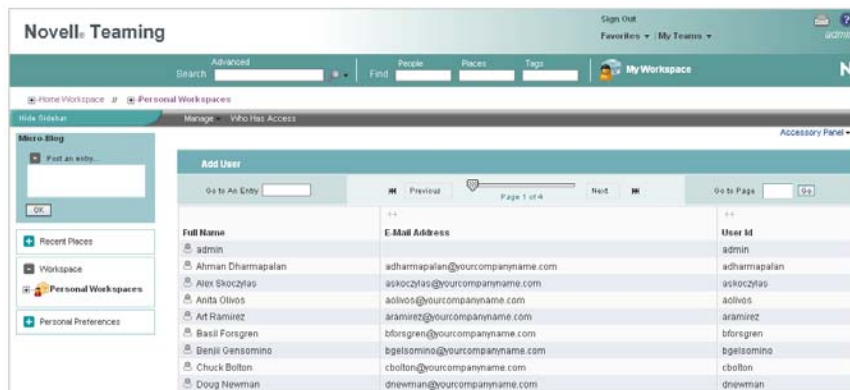 Novell® Teaming
Sign Out
Favorites | My Teams
admin
Advanced
Search
Find
People
Places
Tags
My Workspace
N
Home Workspace // Personal Workspaces
Hide Sidebar
Manage Who Has Access
Accessory Panel
Micro-Blog
Post an entry...
OK
Recent Places
Workspace
Personal Workspaces
Personal Preferences
Add User
Go to An Entry
Previous
Page 1 of 4
Next
Go to Page
Go
Full Name E-Mail Address User Id
admin admin
Ahman Dharmapalan adharmapalan@yourcompanyname.com adharmapalan
Alex Skoczylas askoczylas@yourcompanyname.com askoczylas
Anita Olivos aolivos@yourcompanyname.com aolivos
Art Ramirez aramirez@yourcompanyname.com aramirez
Basil Forsgren bforsgren@yourcompanyname.com bforsgren
Benjii Gensomino bgelsomino@yourcompanyname.com bgelsomino
Chuck Bolton cbolton@yourcompanyname.com cbolton
Doug Newman dnewman@yourcompanyname.com dnewman